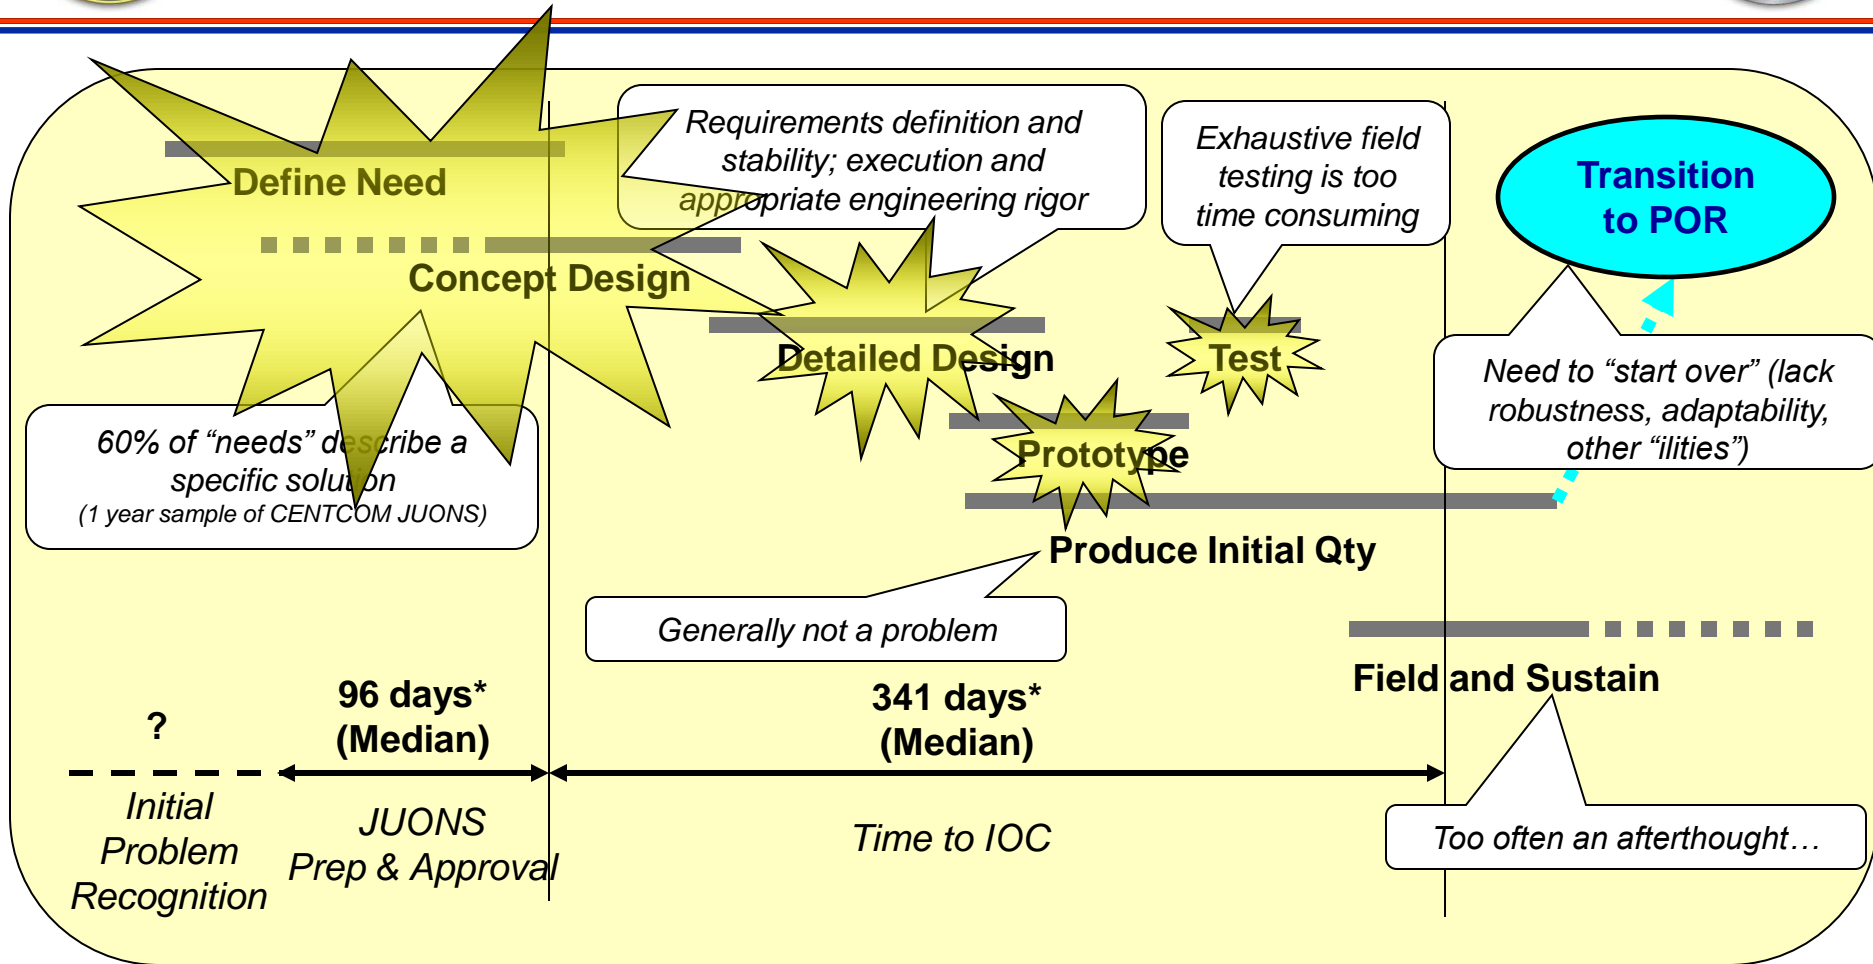 Define Need
Concept Design
60% of “needs” describe a
specific solution
(1 year sample of CENTCOM JUONS)
Requirements definition and
stability; execution and
appropriate engineering rigor
Detailed Design
Exhaustive field
testing is too
time consuming
Test
Prototype
Produce Initial Qty
Generally not a problem
Transition
to POR
Need to “start over” (lack
robustness, adaptability,
other “ilities”)
Field and Sustain
Too often an afterthought…
?
Initial
Problem
Recognition
96 days*
(Median)
JUONS
Prep & Approval
341 days*
(Median)
Time to IOC